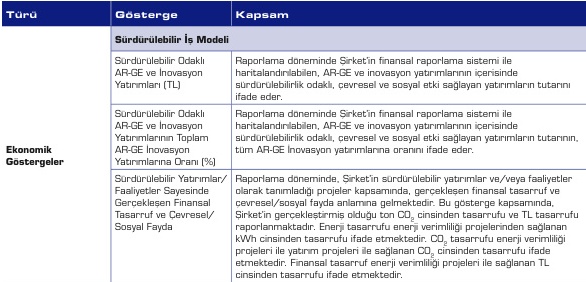 Türü Gösterge Kapsam
Sürdürülebilir İş Modeli
Ekonomik
Göstergeler
Sürdürülebilir Odaklı
AR-GE ve İnovasyon
Yatırımları (TL)
Raporlama döneminde Şirket'in finansal raporlama sistemi ile
haritalandırılabilen, AR-GE ve inovasyon yatırımlarının içerisinde
sürdürülebilirlik odaklı, çevresel ve sosyal etki sağlayan yatırımların tutarını
ifade eder.
Sürdürülebilir Odaklı
AR-GE ve İnovasyon
Yatırımlarının Toplam
AR-GE İnovasyon
Yatırımlarına Oranı (%)
Raporlama döneminde Şirket'in finansal raporlama sistemi ile
haritalandırılabilen, AR-GE ve inovasyon yatırımlarının içerisinde
sürdürülebilirlik odaklı, çevresel ve sosyal etki sağlayan yatırımların tutarının,
tüm AR-GE İnovasyon yatırımlarına oranını ifade eder.
Sürdürülebilir Yatırımlar/
Faaliyetler Sayesinde
Gerçekleşen Finansal
Tasarruf ve Çevresel/
Sosyal Fayda
Raporlama döneminde, Şirket'in sürdürülebilir yatırımlar ve/veya faaliyetler
olarak tanımladığı projeler kapsamında, gerçekleşen finansal tasarruf ve
çevresel/sosyal fayda anlamına gelmektedir. Bu gösterge kapsamında,
Şirket'in gerçekleştirmiş olduğu ton CO₂ cinsinden tasarrufu ve TL tasarrufu
raporlanmaktadır. Enerji tasarrufu enerji verimliliği projelerinden sağlanan
kWh cinsinden tasarrufu ifade etmektedir. CO₂ tasarrufu enerji verimliliği
projeleri ile yatırım projeleri ile sağlanan CO₂ cinsinden tasarrufu ifade
etmektedir. Finansal tasarruf enerji verimliliği projeleri ile sağlanan TL
cinsinden tasarrufu ifade etmektedir.